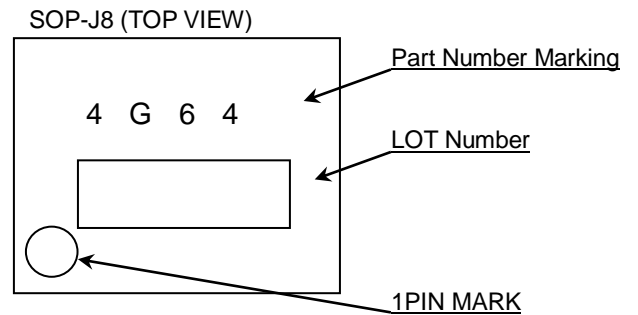 SOP-J8 (TOP VIEW)
Part Number Marking
4 G 6 4
LOT Number
1PIN MARK